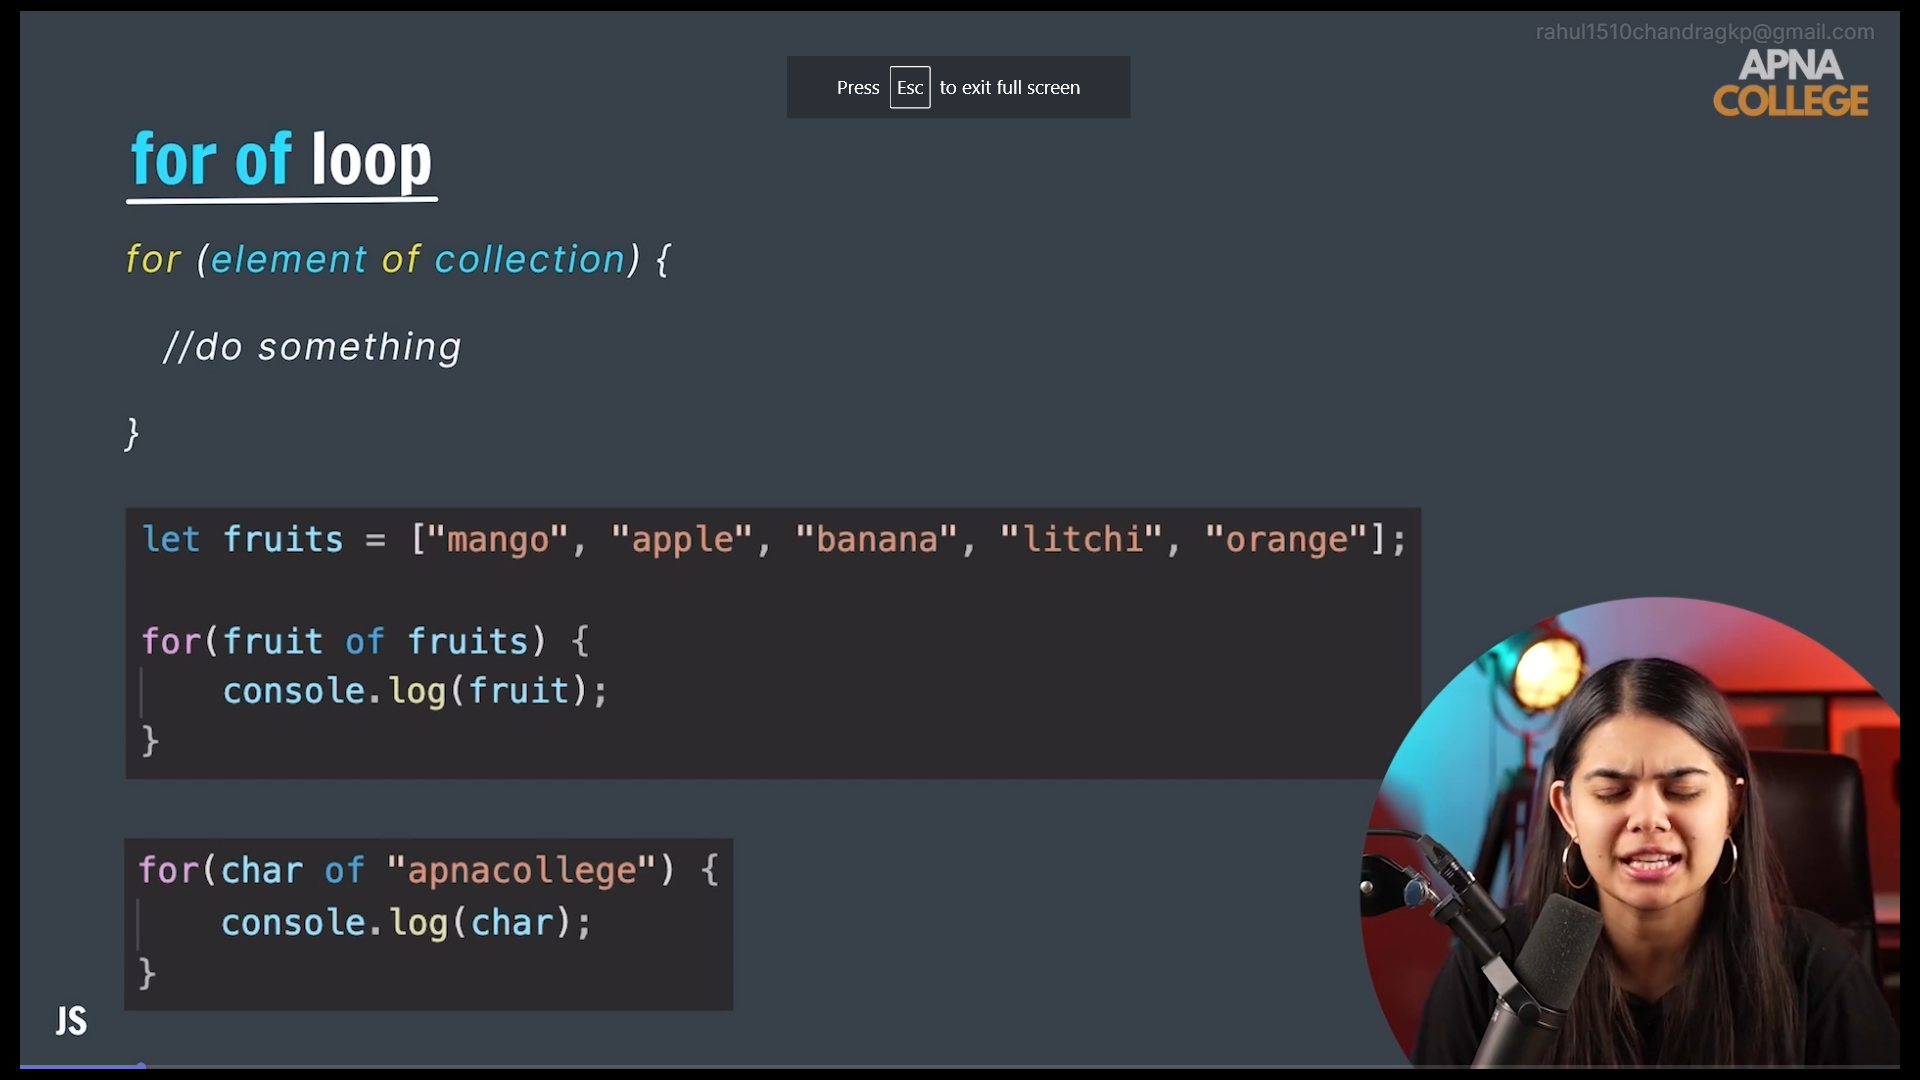 rahul1510chandragkp@gmail.com
APNA
COLLEGE
Press Esc to exit full screen
for of loop
for (element of collection) {
//do something
}
let fruits = ["mango", "apple", "banana", "litchi", "orange"];
for(fruit of fruits) {
console.log(fruit);
}
for(char of "apnacollege") {
console.log(char);
}
JS